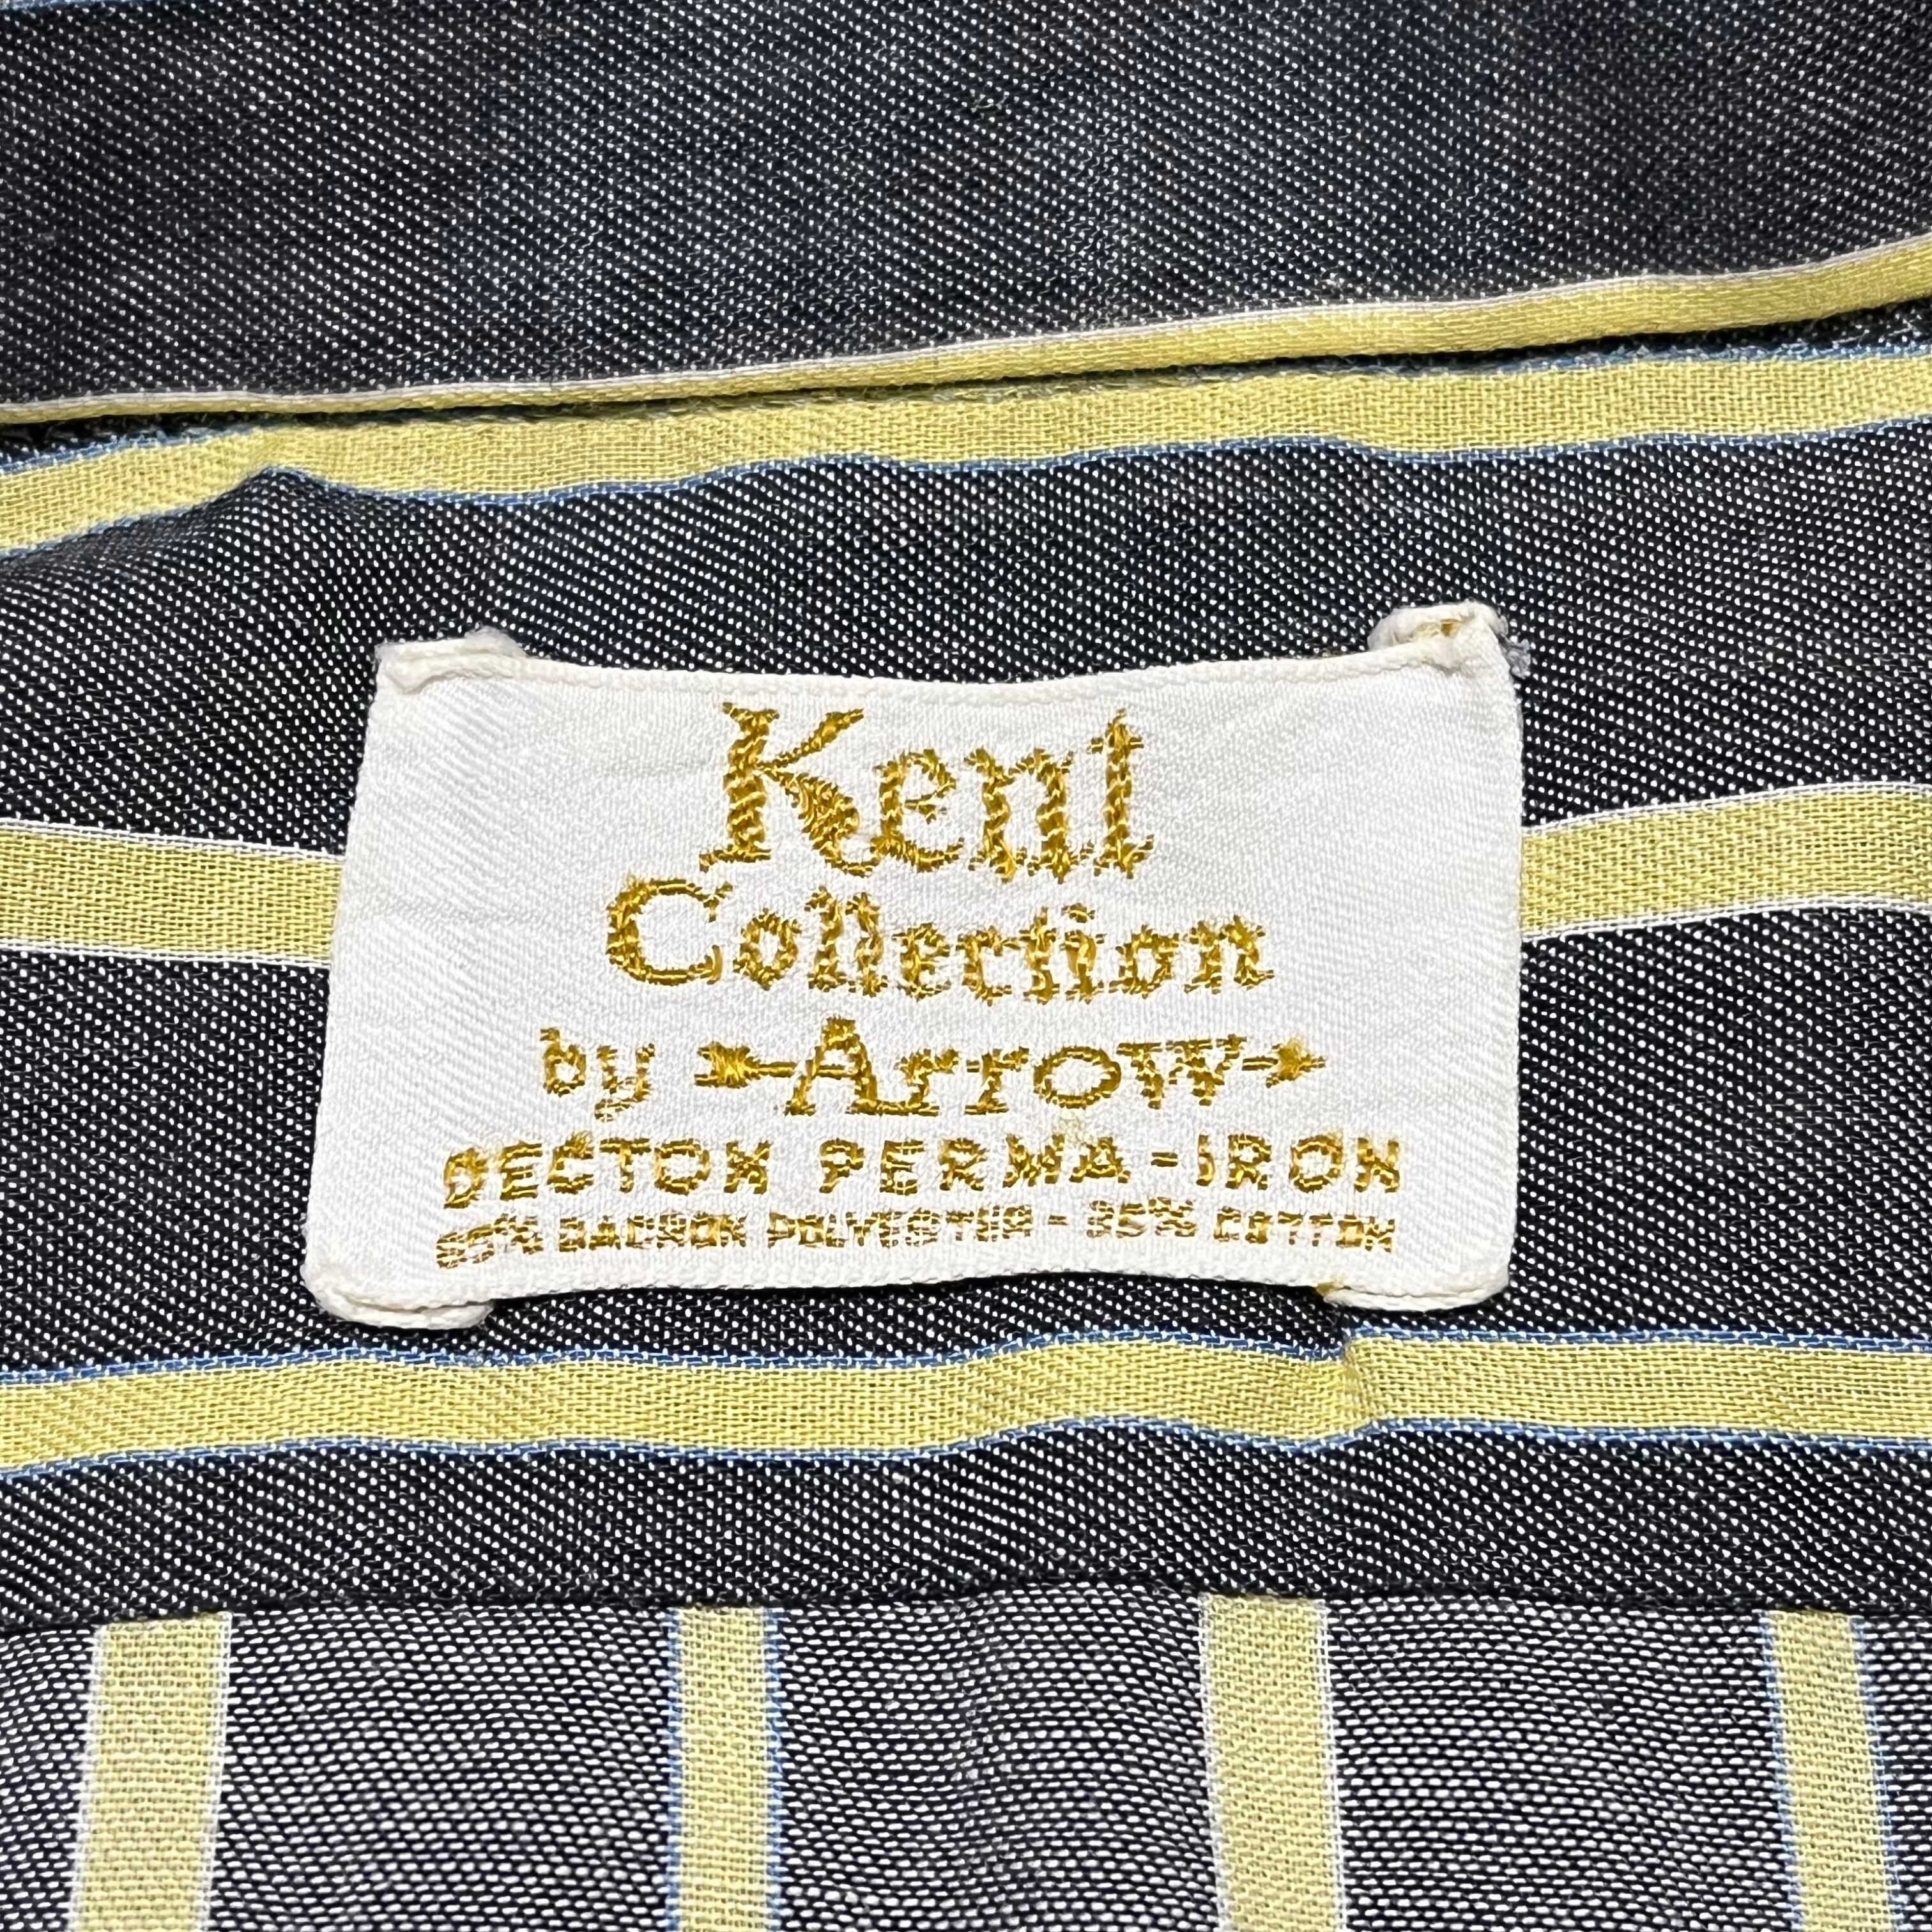 Kent
Collection
by Arrow
DECTON PERMA-IRON
65% DACRON POLYESTER - 35% COTTON